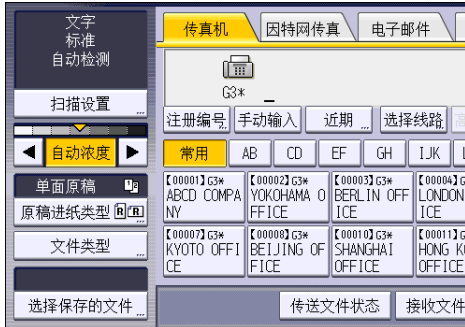 文字
标准
自动检测
扫描设置
自动浓度
单面原稿
原稿进纸类型
文件类型
选择保存的文件
传真机 因特网传真 电子邮件
G3*
注册编号 手动输入 近期 选择线路
常用 AB CD EF GH IJK
【00001】G3* 【00002】G3* 【00003】G3* 【00004】G
ABCD COMPA YOKOHAMA O BERLIN OFF LONDON
NY FFICE ICE ICE
【00007】G3* 【00008】G3* 【00010】G3* 【00011】G
KYOTO OFFI BEIJING OF SHANGHAI HONG K
CE FICE OFFICE OFFICE
传送文件状态 接收文件